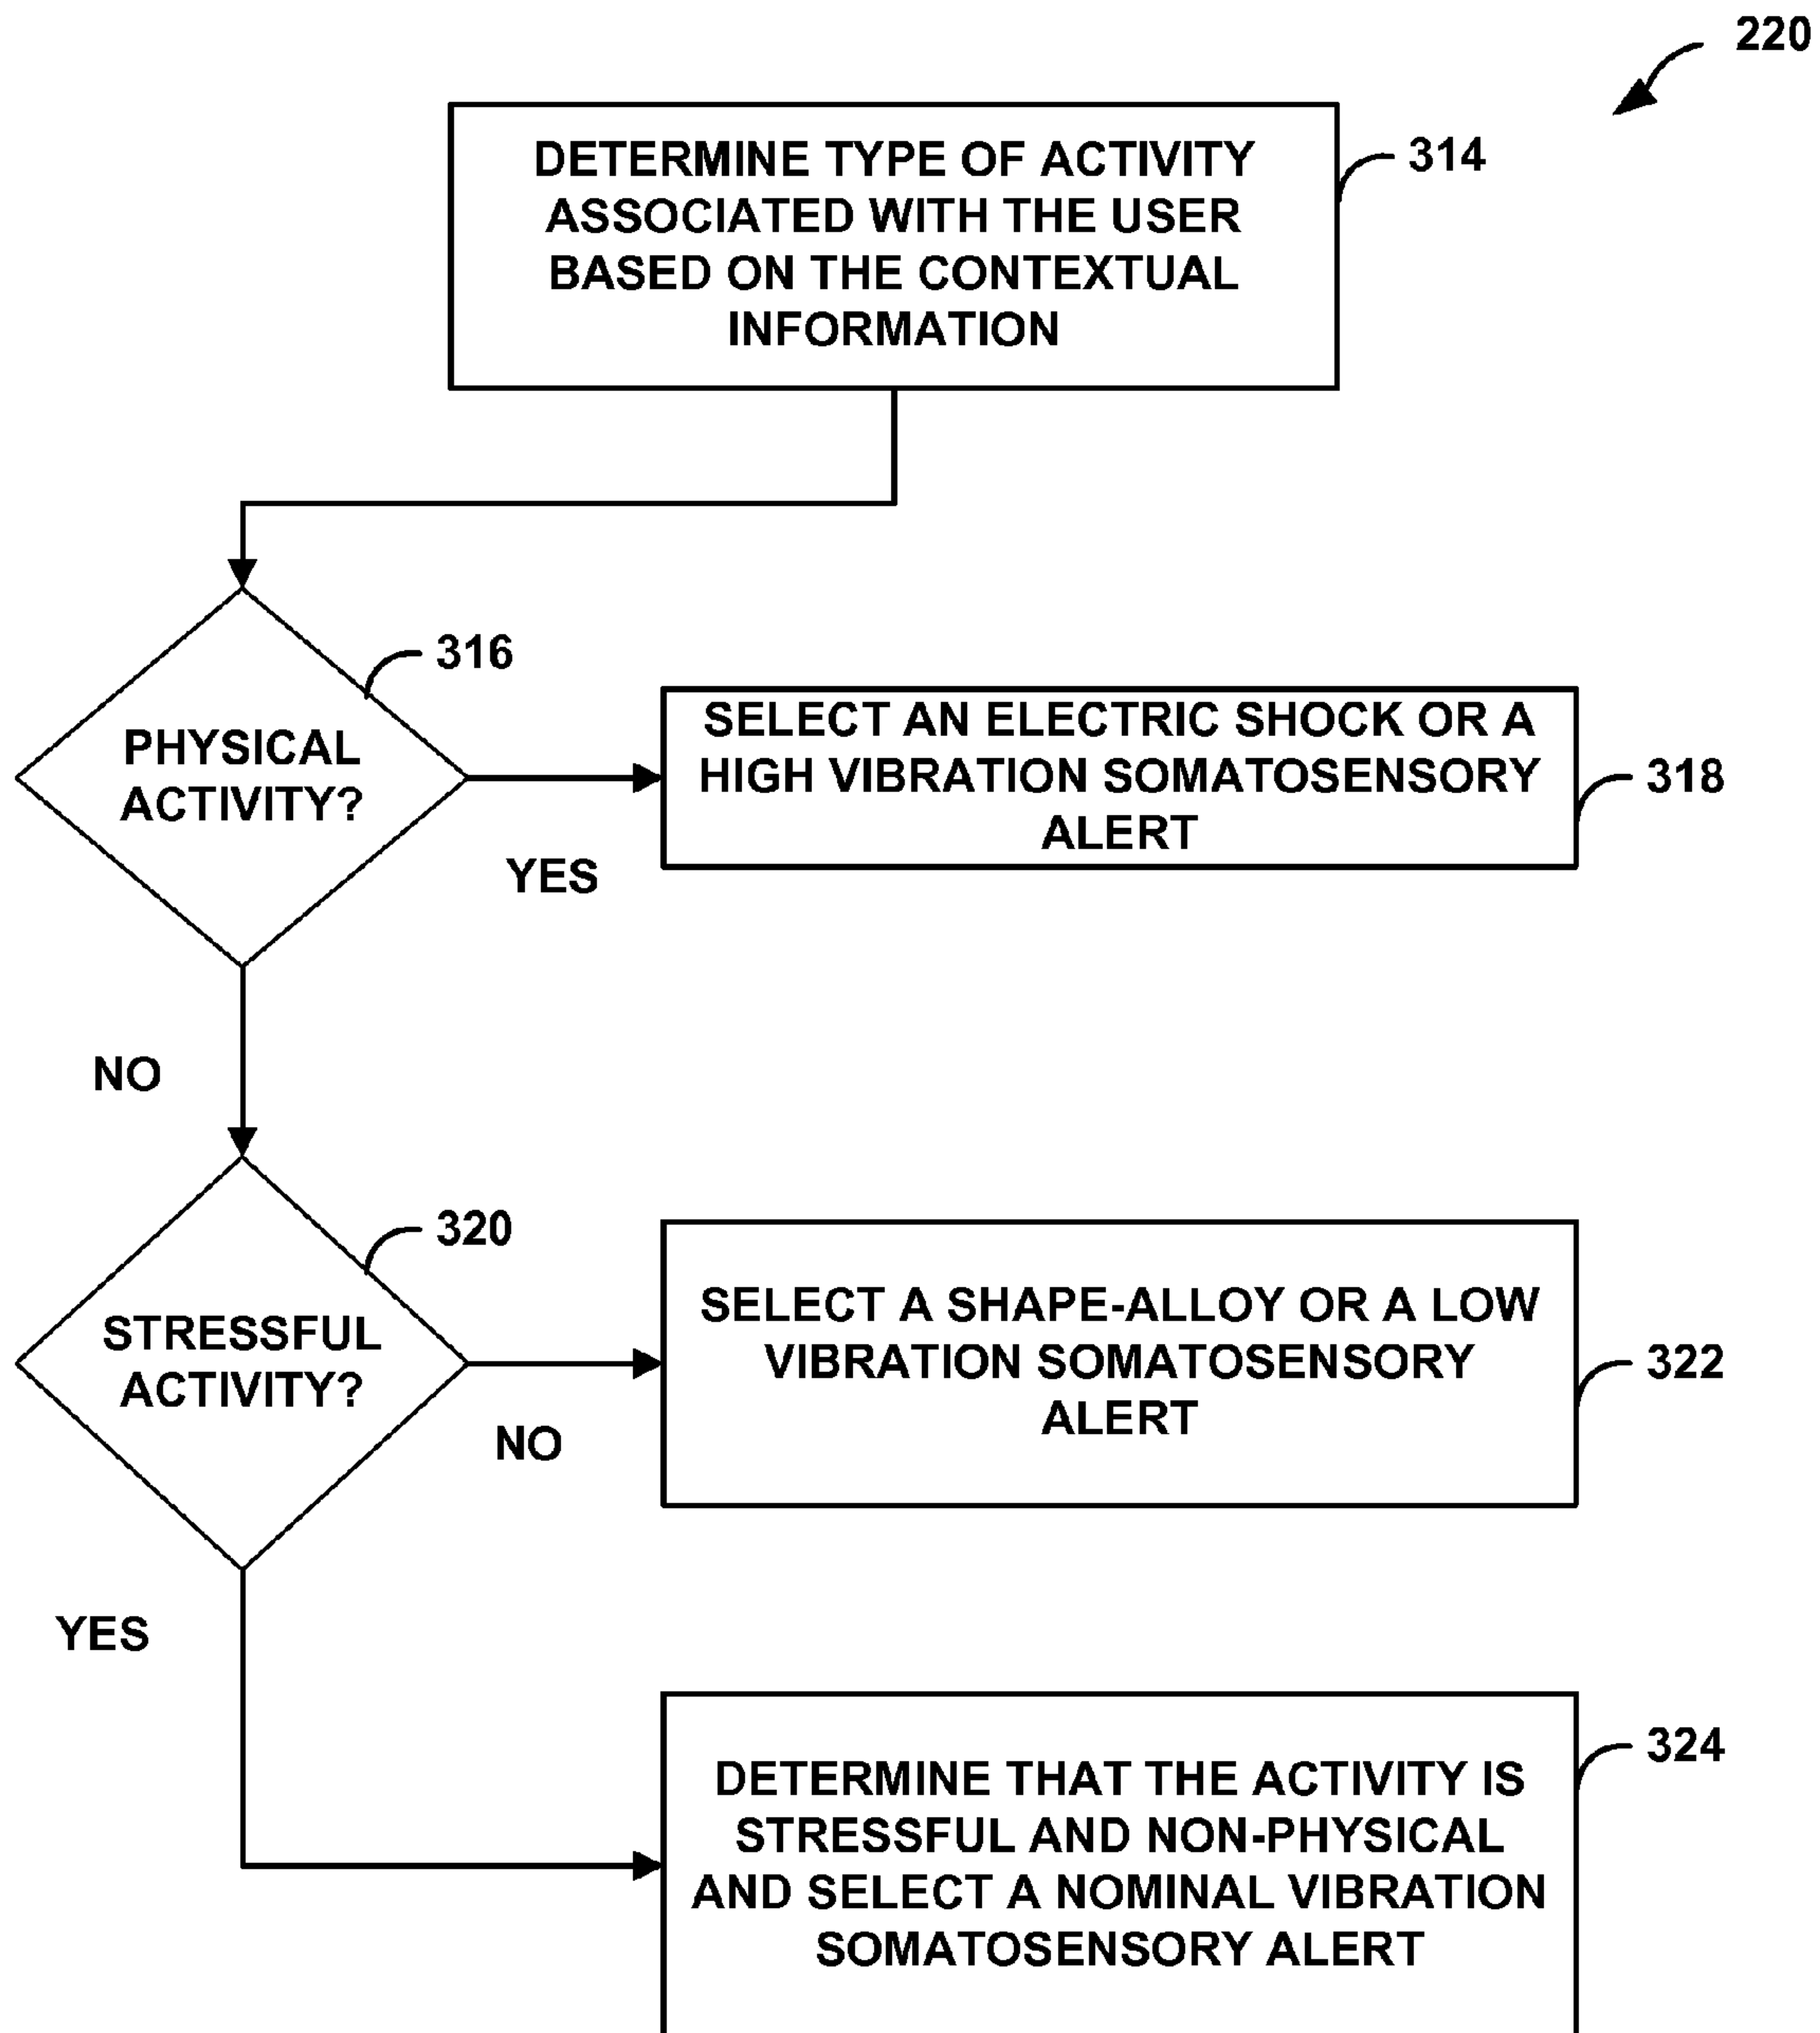 220
DETERMINE TYPE OF ACTIVITY
ASSOCIATED WITH THE USER
BASED ON THE CONTEXTUAL
INFORMATION
314
316
PHYSICAL
ACTIVITY?
YES
SELECT AN ELECTRIC SHOCK OR A
HIGH VIBRATION SOMATOSENSORY
ALERT
318
NO
320
STRESSFUL
ACTIVITY?
NO
SELECT A SHAPE-ALLOY OR A LOW
VIBRATION SOMATOSENSORY
ALERT
322
YES
DETERMINE THAT THE ACTIVITY IS
STRESSFUL AND NON-PHYSICAL
AND SELECT A NOMINAL VIBRATION
SOMATOSENSORY ALERT
324